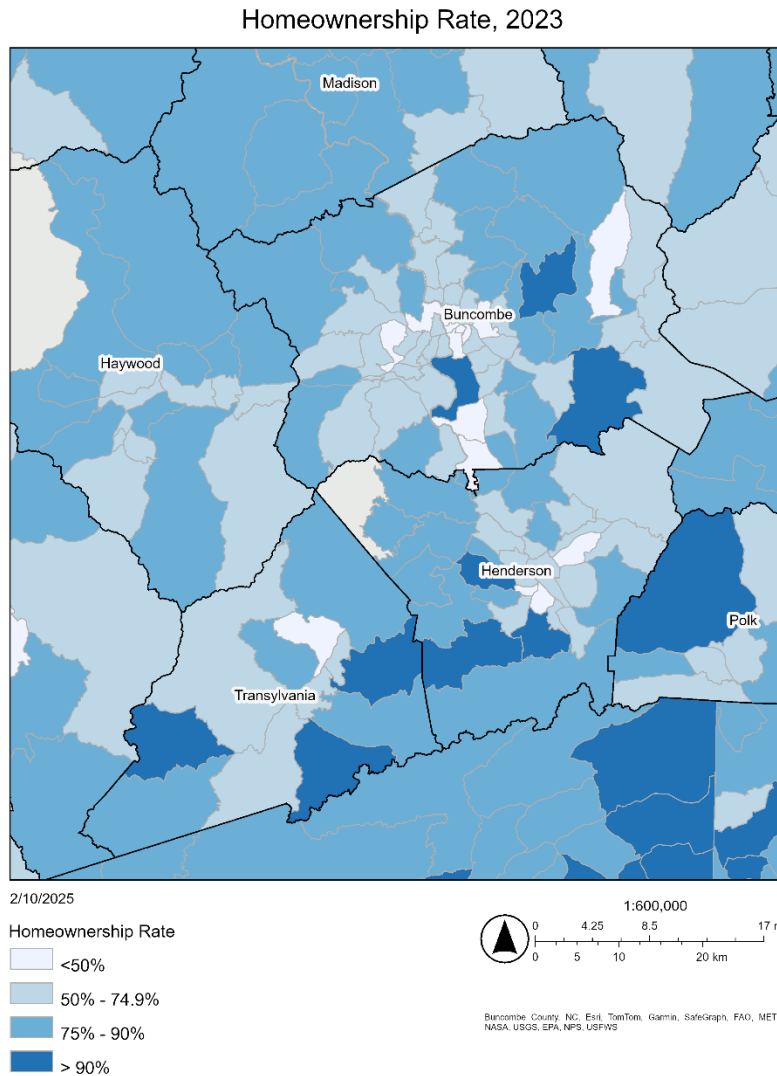 Homeownership Rate, 2023
Madison
Buncombe
Haywood
Henderson
Polk
Transylvania
2/10/2025
Homeownership Rate
<50%
50% - 74.9%
75% - 90%
> 90%
1:600,000
0 4.25 8.5 17 m
0 5 10 20 km
Buncombe County, NC, Esri, TomTom, Garmin, SafeGraph, FAO, MET
NASA, USGS, EPA, NPS, USFWS